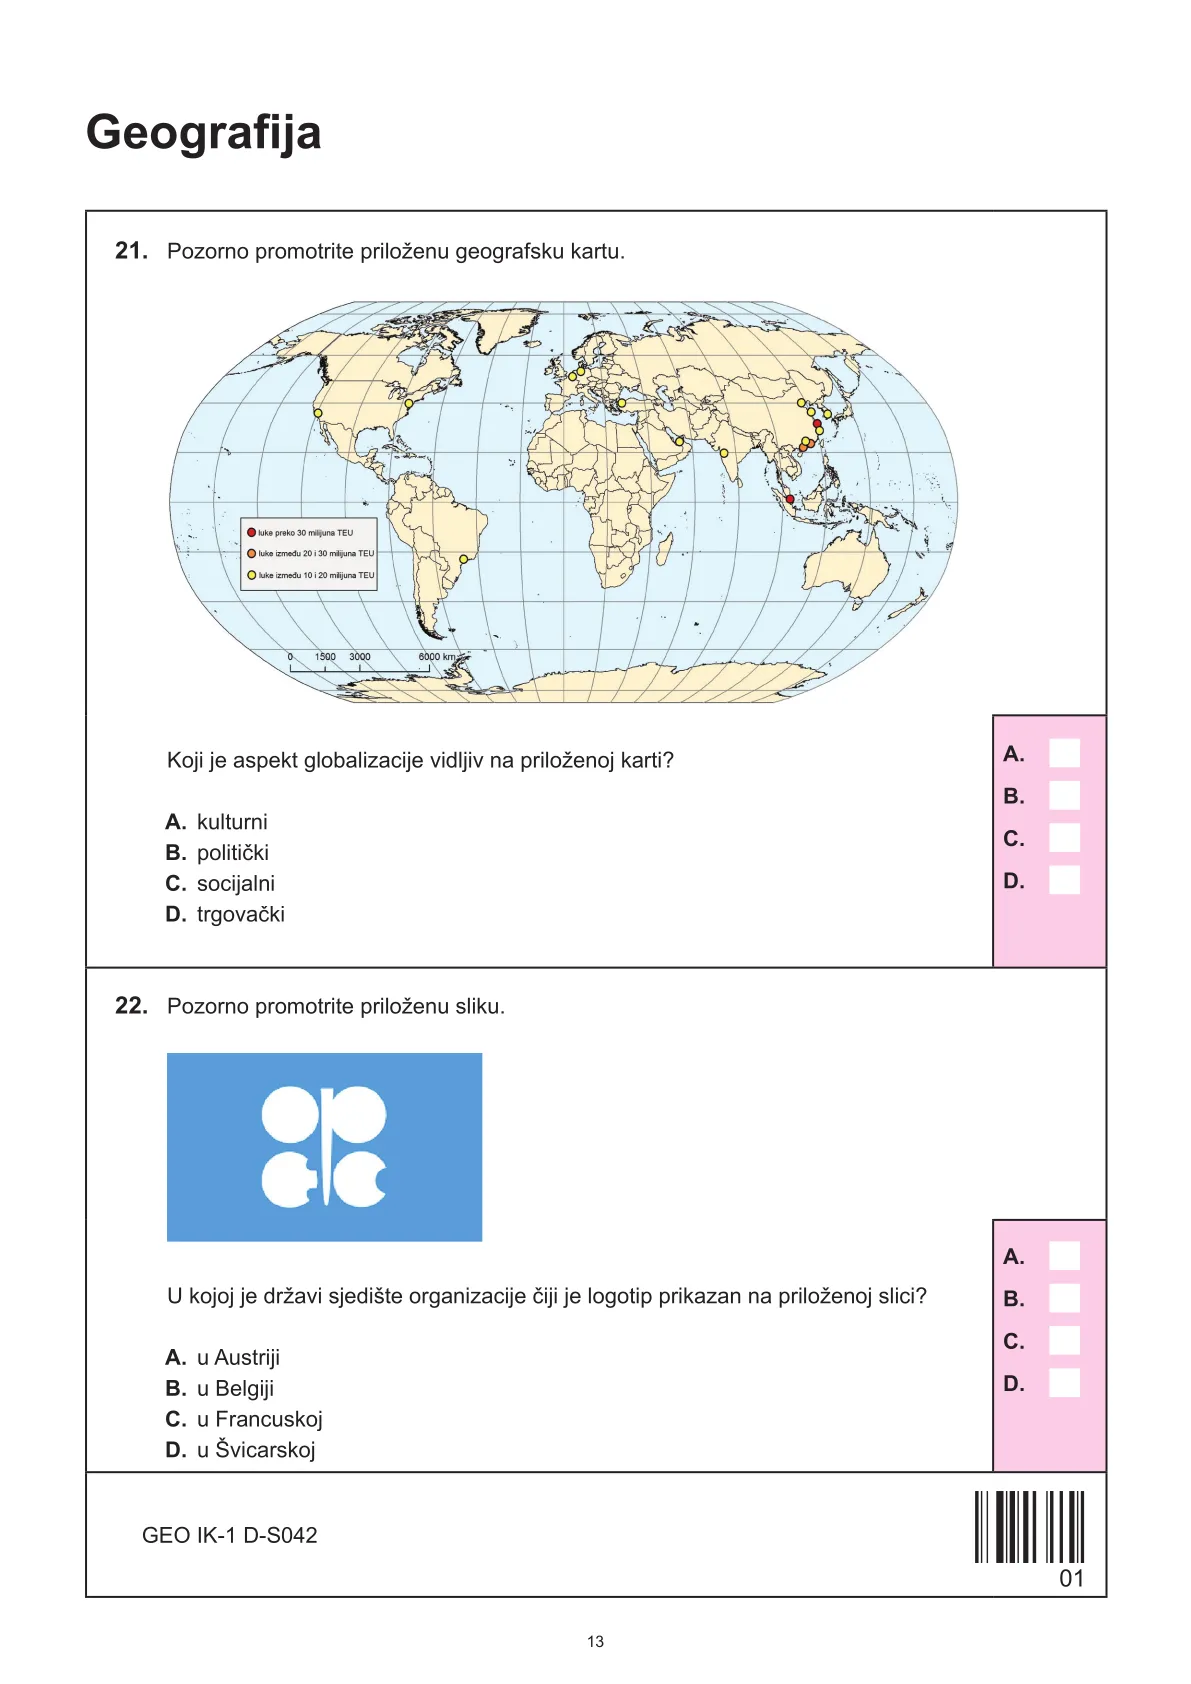 Geografija
21. Pozorno promotrite priloženu geografsku kartu.
luke preko 30 milijuna TEU
luke između 20 i 30 milijuna TEU
luke između 10 i 20 milijuna TEU
0 1500 3000 6000 km
Koji je aspekt globalizacije vidljiv na priloženoj karti?
A. kulturni
B. politički
C. socijalni
D. trgovački
A.
B.
C.
D.
22. Pozorno promotrite priloženu sliku.
U kojoj je državi sjedište organizacije čiji je logotip prikazan na priloženoj slici?
A. u Austriji
B. u Belgiji
C. u Francuskoj
D. u Švicarskoj
A.
B.
C.
D.
GEO IK-1 D-S042
01
13